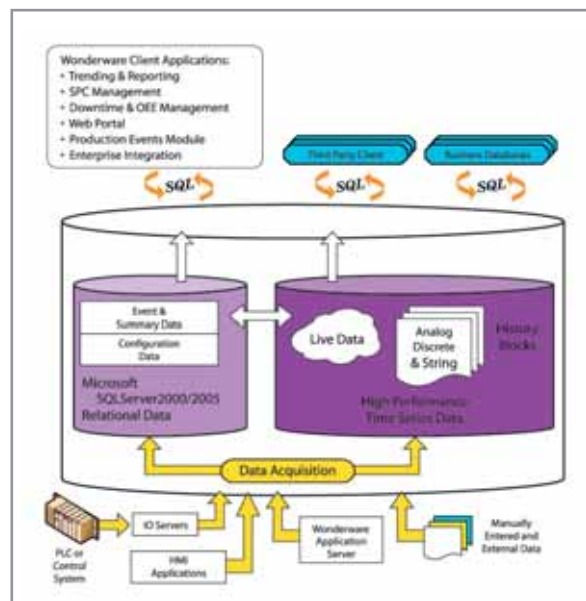 Wonderware Client Applications:
• Trending & Reporting
• SPC Management
• Downtime & OEE Management
• Web Portal
• Production Events Module
• Enterprise Integration
Third Party Client
Business Databases
SQL
SQL
SQL
Event &
Summary Data
Configuration
Data
Microsoft
SQLServer2000/2005
Relational Data
Live Data
Analog
Discrete
& String
History
Blocks
High Performance
Time Series Data
Data Acquisition
PLC or
Control
System
IO Servers
HMI
Applications
Wonderware
Application
Server
Manually
Entered and
External Data